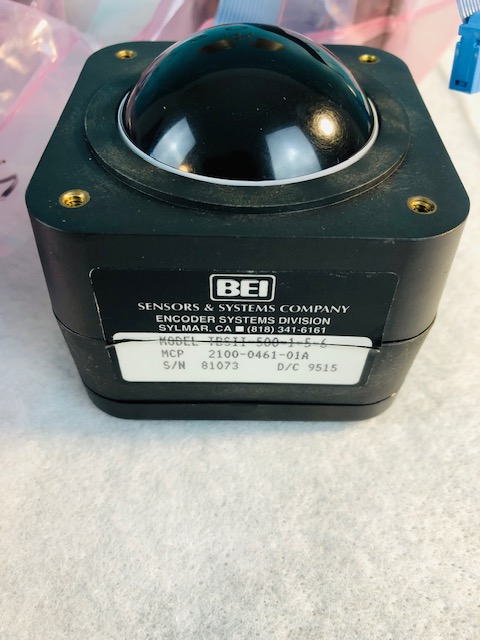 BEI
SENSORS & SYSTEMS COMPANY
ENCODER SYSTEMS DIVISION
SYLMAR, CA ■ (818) 341-6161
MODEL TBSII-500-1-5-6
MCP 2100-0461-01A
S/N 81073 D/C 9515